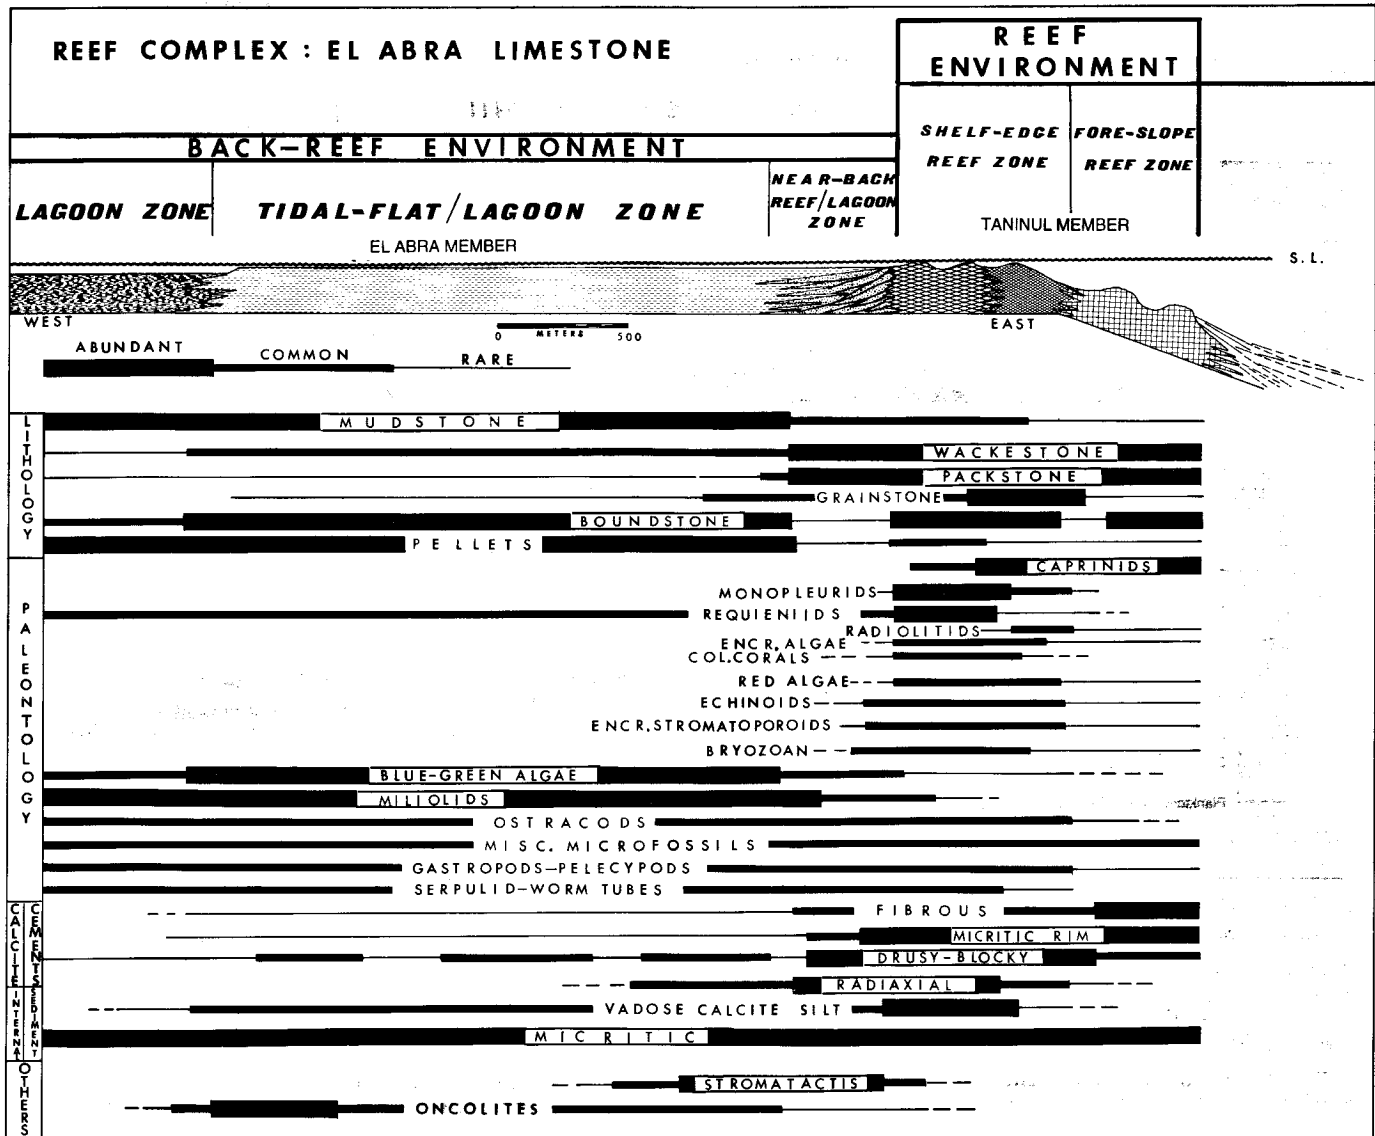 REEF COMPLEX : EL ABRA LIMESTONE
REEF
ENVIRONMENT
BACK-REEF ENVIRONMENT
SHELF-EDGE
REEF ZONE
FORE-SLOPE
REEF ZONE
LAGOON ZONE
TIDAL-FLAT/LAGOON ZONE
NEAR-BACK
REEF/LAGOON
ZONE
EL ABRA MEMBER
TANINUL MEMBER
S.L.
WEST
EAST
0 METERS 500
ABUNDANT
COMMON
RARE
LITHOLOGY
MUDSTONE
WACKESTONE
PACKSTONE
GRAINSTONE
BOUNDSTONE
PELLETS
PALEONTOLOGY
CAPRINIDS
MONOPLEURIDS
REQUIENIIDS
RADIOLITIDS
ENCR. ALGAE
COL. CORALS
RED ALGAE
ECHINOIDS
ENCR. STROMATOPOROIDS
BRYOZOAN
BLUE-GREEN ALGAE
MILIOLIDS
OSTRACODS
MISC. MICROFOSSILS
GASTROPODS-PELECYPODS
SERPULID-WORM TUBES
CALCITE
CEMENTS
FIBROUS
MICRITIC RIM
DRUSY-BLOCKY
RADIAXIAL
INTERNAL
SEDIMENT
VADOSE CALCITE SILT
MICRITIC
OTHERS
STROMATACTIS
ONCOLITES